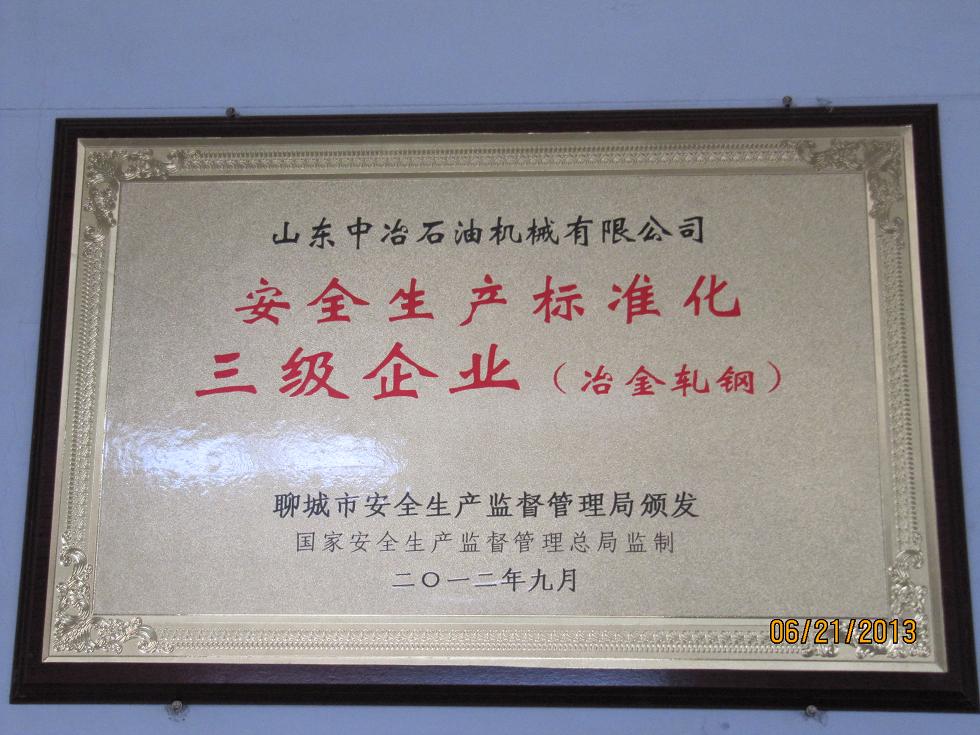 山东中冶石油机械有限公司
安全生产标准化
三级企业（冶金轧钢）
聊城市安全生产监督管理局颁发
国家安全生产监督管理总局监制
二〇一二年九月
06/21/2013